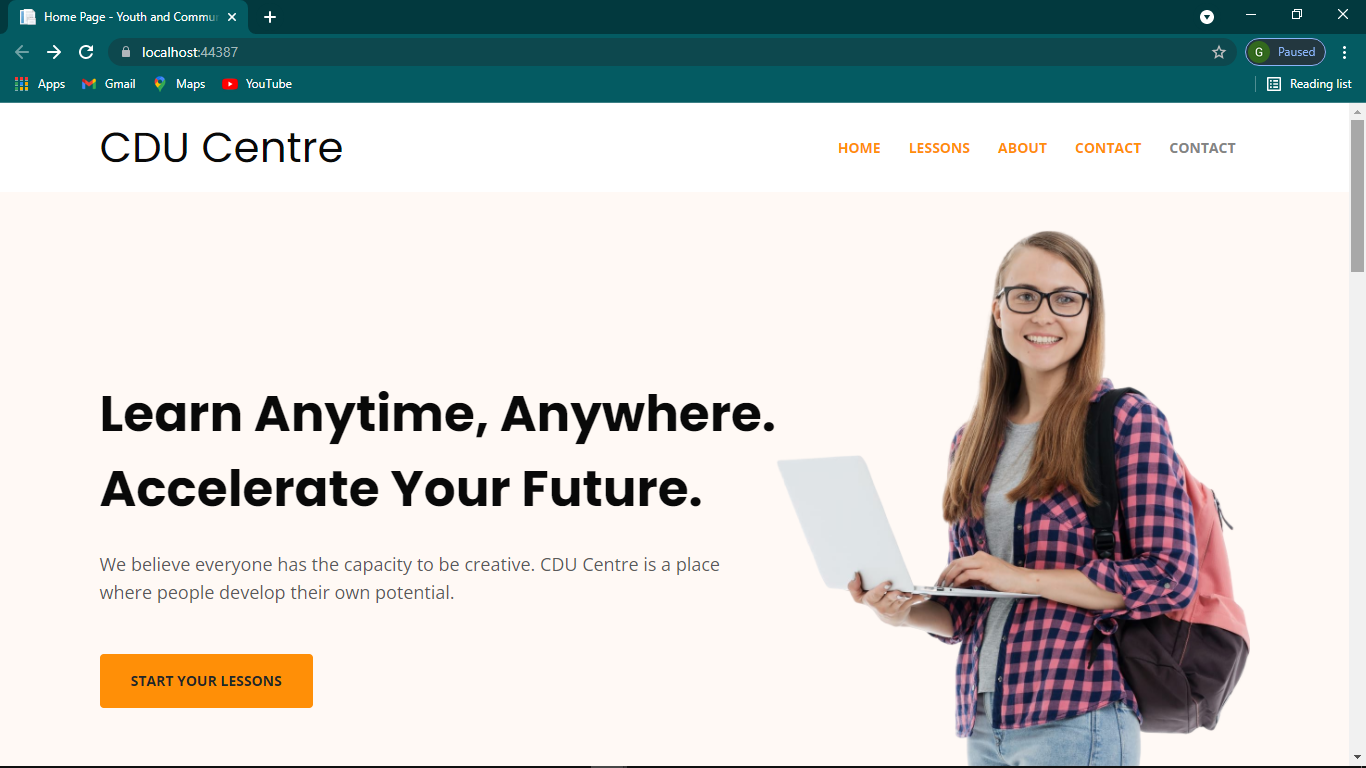 Home Page - Youth and Commu
localhost:44387
G Paused
Apps Gmail Maps YouTube Reading list
CDU Centre
HOME LESSONS ABOUT CONTACT CONTACT
Learn Anytime, Anywhere.
Accelerate Your Future.
We believe everyone has the capacity to be creative. CDU Centre is a place
where people develop their own potential.
START YOUR LESSONS